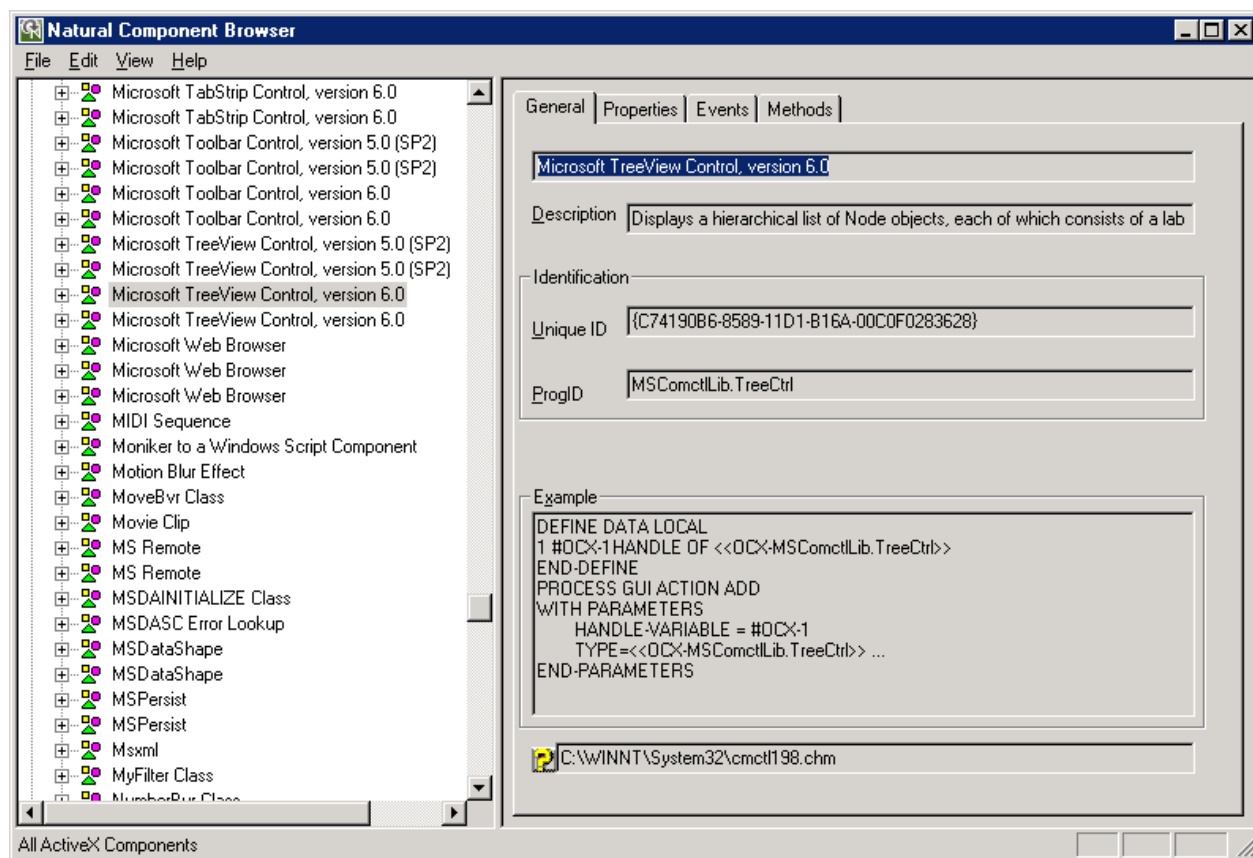 Natural Component Browser
File Edit View Help
Microsoft TabStrip Control, version 6.0
Microsoft TabStrip Control, version 6.0
Microsoft Toolbar Control, version 5.0 (SP2)
Microsoft Toolbar Control, version 5.0 (SP2)
Microsoft Toolbar Control, version 6.0
Microsoft Toolbar Control, version 6.0
Microsoft TreeView Control, version 5.0 (SP2)
Microsoft TreeView Control, version 5.0 (SP2)
Microsoft TreeView Control, version 6.0
Microsoft TreeView Control, version 6.0
Microsoft Web Browser
Microsoft Web Browser
Microsoft Web Browser
MIDI Sequence
Moniker to a Windows Script Component
Motion Blur Effect
MoveBvr Class
Movie Clip
MS Remote
MS Remote
MSDAINITIALIZE Class
MSDASC Error Lookup
MSDataShape
MSDataShape
MSPersist
MSPersist
Msxml
MyFilter Class
NumberBvr Class
General Properties Events Methods
Microsoft TreeView Control, version 6.0
Description Displays a hierarchical list of Node objects, each of which consists of a lab
Identification
Unique ID {C74190B6-8589-11D1-B16A-00C0F0283628}
ProgID MSComctlLib.TreeCtrl
Example
DEFINE DATA LOCAL
1 #OCX-1 HANDLE OF <<OCX-MSComctlLib.TreeCtrl>>
END-DEFINE
PROCESS GUI ACTION ADD
WITH PARAMETERS
HANDLE-VARIABLE = #OCX-1
TYPE=<<OCX-MSComctlLib.TreeCtrl>> ...
END-PARAMETERS
C:\WINNT\System32\cmctl198.chm
All ActiveX Components